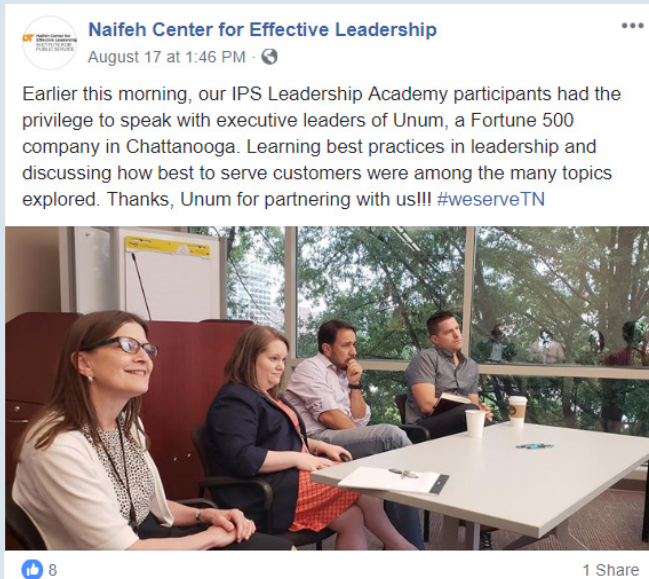 Naifeh Center for Effective Leadership
August 17 at 1:46 PM ·
Earlier this morning, our IPS Leadership Academy participants had the
privilege to speak with executive leaders of Unum, a Fortune 500
company in Chattanooga. Learning best practices in leadership and
discussing how best to serve customers were among the many topics
explored. Thanks, Unum for partnering with us!!! #weserveTN
8
1 Share